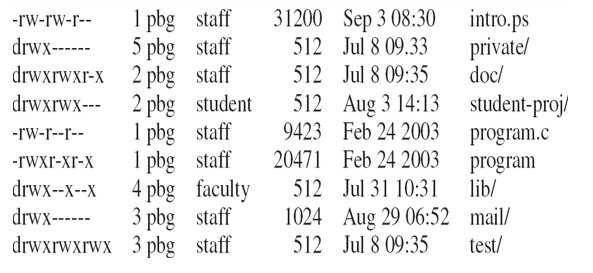 -rw-rw-r-- 1 pbg staff 31200 Sep 3 08:30 intro.ps
drwx------ 5 pbg staff 512 Jul 8 09.33 private/
drwxrwxr-x 2 pbg staff 512 Jul 8 09:35 doc/
drwxrwx--- 2 pbg student 512 Aug 3 14:13 student-proj/
-rw-r--r-- 1 pbg staff 9423 Feb 24 2003 program.c
-rwxr-xr-x 1 pbg staff 20471 Feb 24 2003 program
drwx--x--x 4 pbg faculty 512 Jul 31 10:31 lib/
drwx------ 3 pbg staff 1024 Aug 29 06:52 mail/
drwxrwxrwx 3 pbg staff 512 Jul 8 09:35 test/